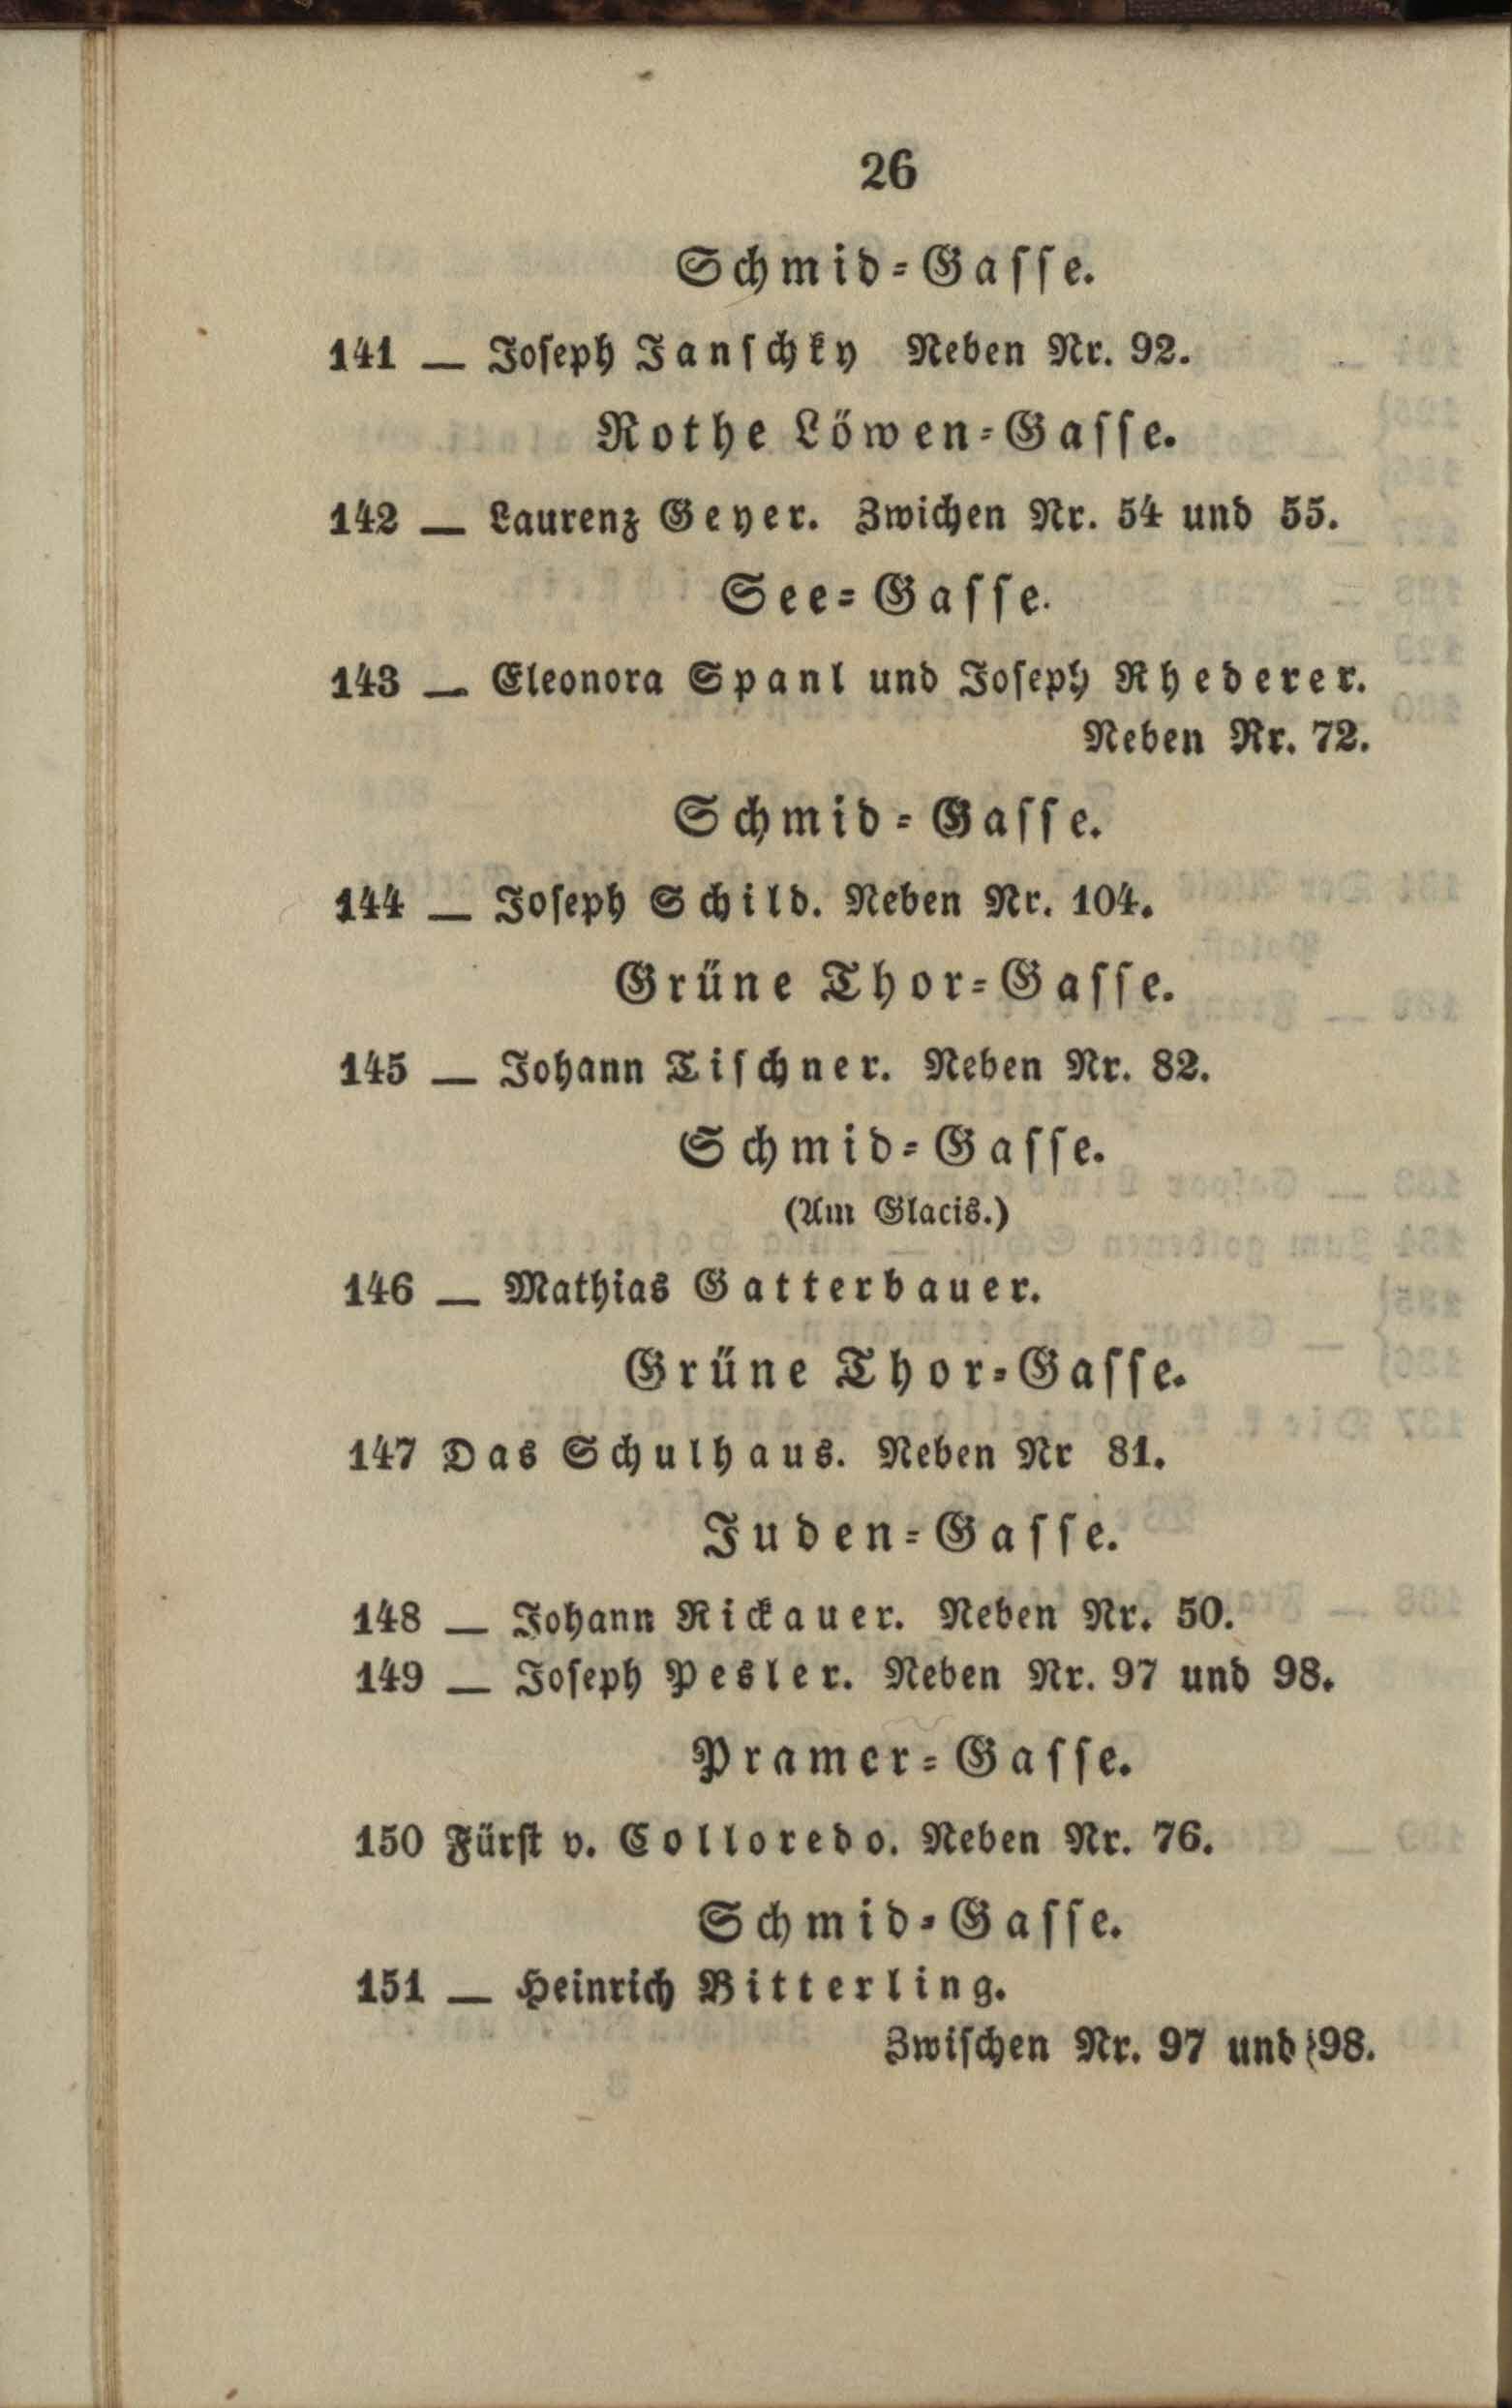 26
Schmid-Gasse.
141 — Joseph Janschky Neben Nr. 92.
Rothe Löwen-Gasse.
142 — Laurenz Geyer. Zwichen Nr. 54 und 55.
See-Gasse.
143 — Eleonora Spanl und Joseph Rhederer.
Neben Nr. 72.
Schmid-Gasse.
144 — Joseph Schild. Neben Nr. 104.
Grüne Thor-Gasse.
145 — Johann Tischner. Neben Nr. 82.
Schmid-Gasse.
(Am Glacis.)
146 — Mathias Gatterbauer.
Grüne Thor-Gasse.
147 Das Schulhaus. Neben Nr 81.
Juden-Gasse.
148 — Johann Rickauer. Neben Nr. 50.
149 — Joseph Pesler. Neben Nr. 97 und 98.
Pramer-Gasse.
150 Fürst v. Colloredo. Neben Nr. 76.
Schmid-Gasse.
151 — Heinrich Bitterling.
Zwischen Nr. 97 und 98.